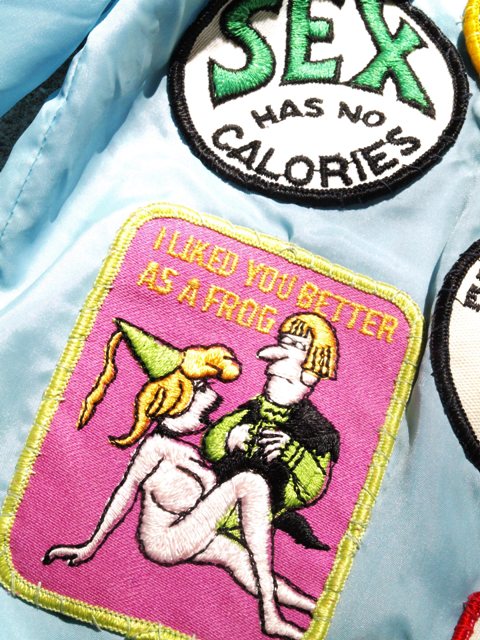 SEX
HAS NO
CALORIES
I LIKED YOU BETTER
AS A FROG